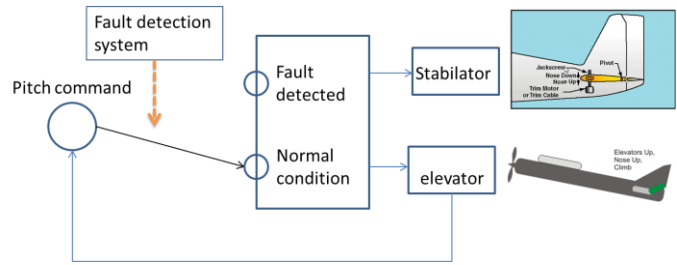 Fault detection
system
Pitch command
Fault
detected
Normal
condition
Stabilator
elevator
Jackscrew
Nose Down
Nose Up
Trim Motor
or Trim Cable
Pivot
Elevators Up,
Nose Up,
Climb